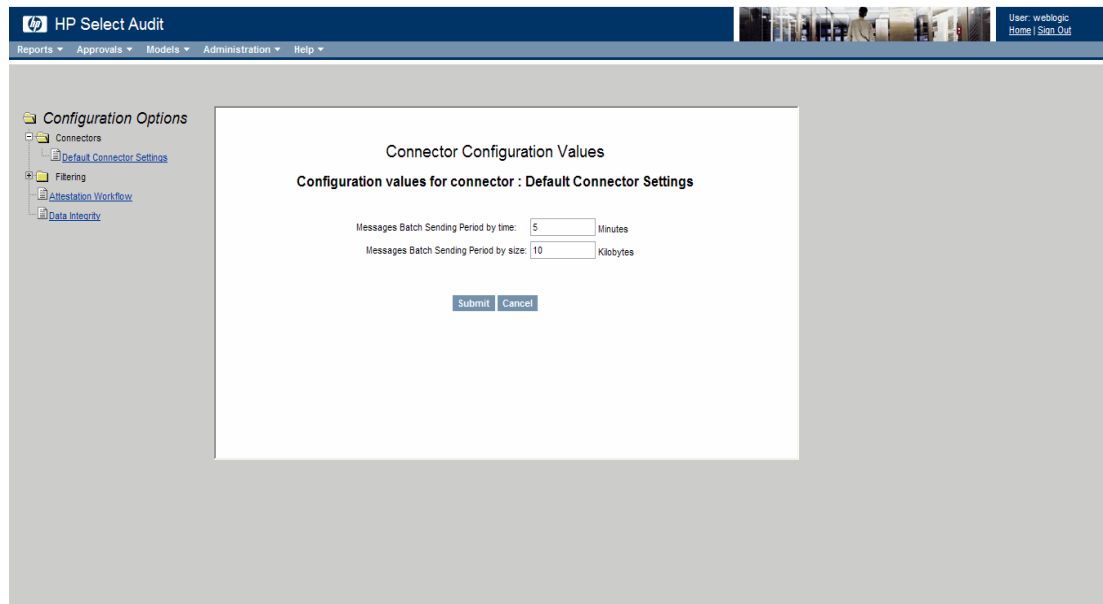 HP Select Audit
User: weblogic
Home | Sign Out
Reports Approvals Models Administration Help
Configuration Options
Connectors
Default Connector Settings
Filtering
Attestation Workflow
Data Integrity
Connector Configuration Values
Configuration values for connector : Default Connector Settings
Messages Batch Sending Period by time: 5 Minutes
Messages Batch Sending Period by size: 10 Kilobytes
Submit Cancel